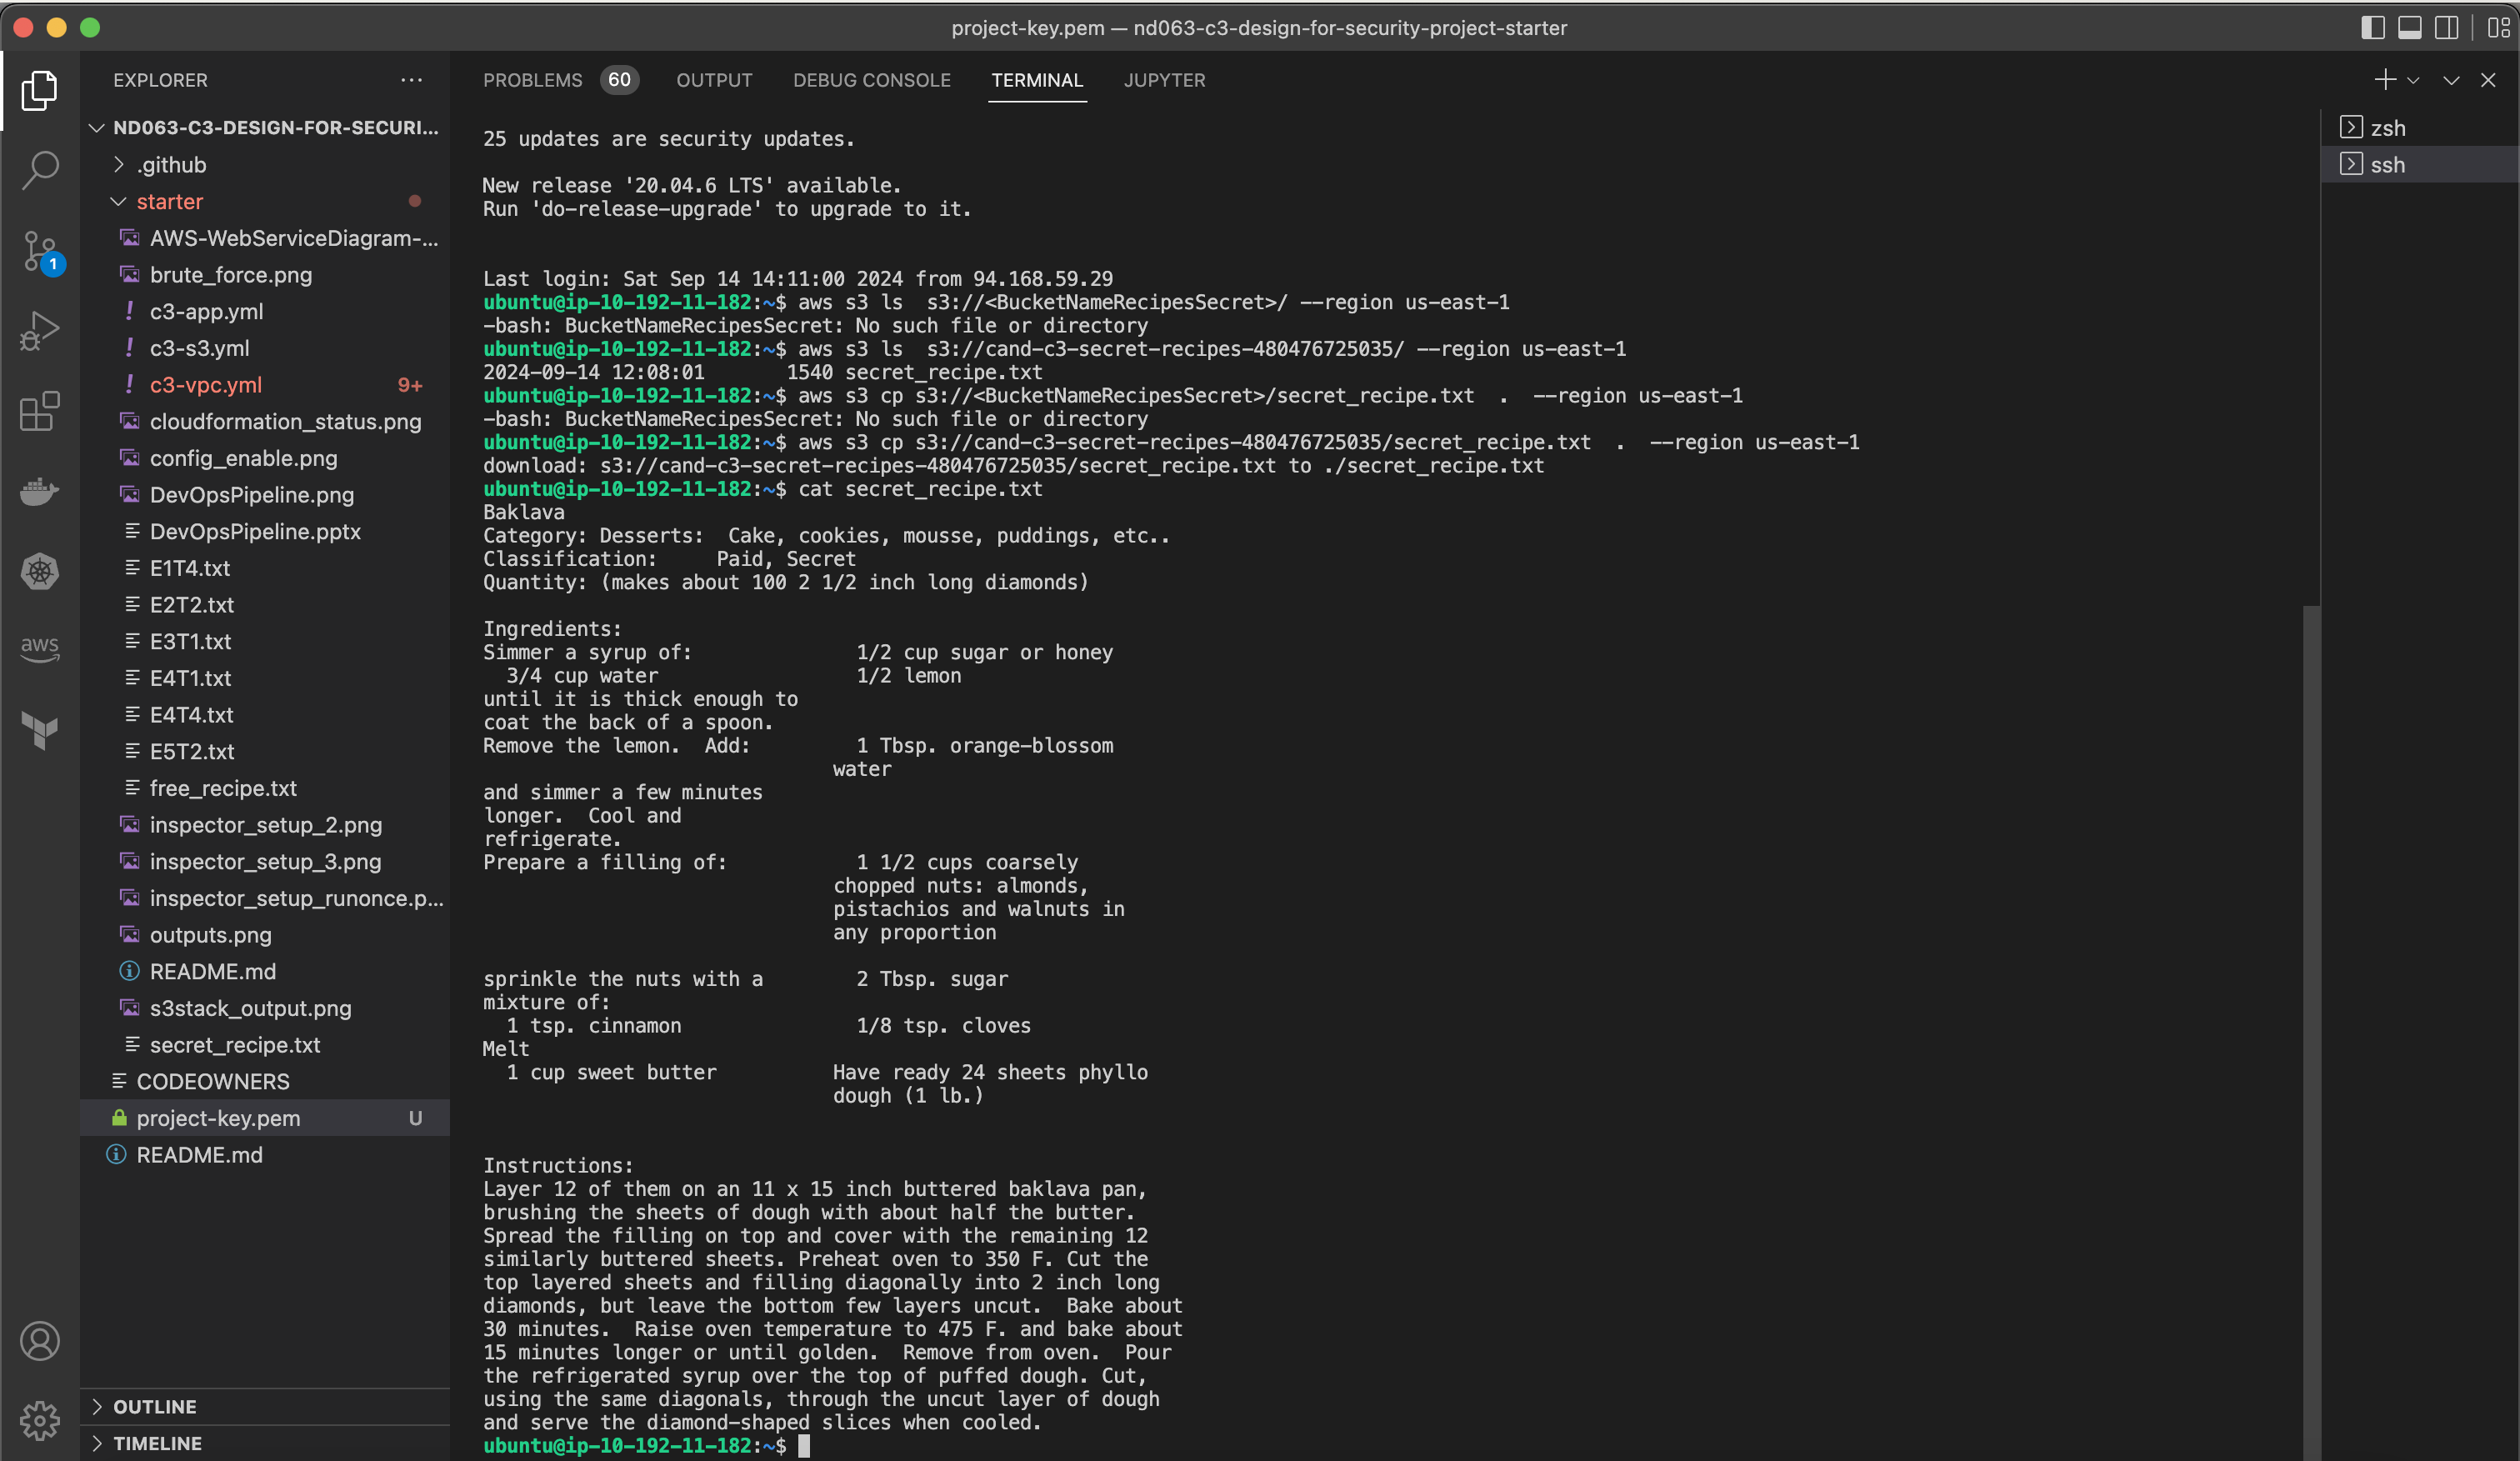 project-key.pem — nd063-c3-design-for-security-project-starter
EXPLORER
ND063-C3-DESIGN-FOR-SECURI...
.github
starter
AWS-WebServiceDiagram-...
brute_force.png
c3-app.yml
c3-s3.yml
c3-vpc.yml 9+
cloudformation_status.png
config_enable.png
DevOpsPipeline.png
DevOpsPipeline.pptx
E1T4.txt
E2T2.txt
E3T1.txt
E4T1.txt
E4T4.txt
E5T2.txt
free_recipe.txt
inspector_setup_2.png
inspector_setup_3.png
inspector_setup_runonce.p...
outputs.png
README.md
s3stack_output.png
secret_recipe.txt
CODEOWNERS
project-key.pem U
README.md
OUTLINE
TIMELINE
1
aws
PROBLEMS 60 OUTPUT DEBUG CONSOLE TERMINAL JUPYTER
25 updates are security updates.
New release '20.04.6 LTS' available.
Run 'do-release-upgrade' to upgrade to it.
Last login: Sat Sep 14 14:11:00 2024 from 94.168.59.29
ubuntu@ip-10-192-11-182:~$ aws s3 ls  s3://<BucketNameRecipesSecret>/ --region us-east-1
-bash: BucketNameRecipesSecret: No such file or directory
ubuntu@ip-10-192-11-182:~$ aws s3 ls  s3://cand-c3-secret-recipes-480476725035/ --region us-east-1
2024-09-14 12:08:01       1540 secret_recipe.txt
ubuntu@ip-10-192-11-182:~$ aws s3 cp s3://<BucketNameRecipesSecret>/secret_recipe.txt  .  --region us-east-1
-bash: BucketNameRecipesSecret: No such file or directory
ubuntu@ip-10-192-11-182:~$ aws s3 cp s3://cand-c3-secret-recipes-480476725035/secret_recipe.txt  .  --region us-east-1
download: s3://cand-c3-secret-recipes-480476725035/secret_recipe.txt to ./secret_recipe.txt
ubuntu@ip-10-192-11-182:~$ cat secret_recipe.txt
Baklava
Category: Desserts:  Cake, cookies, mousse, puddings, etc..
Classification:     Paid, Secret
Quantity: (makes about 100 2 1/2 inch long diamonds)
Ingredients:
Simmer a syrup of:              1/2 cup sugar or honey
  3/4 cup water                 1/2 lemon
until it is thick enough to
coat the back of a spoon.
Remove the lemon.  Add:         1 Tbsp. orange-blossom
                              water
and simmer a few minutes
longer.  Cool and
refrigerate.
Prepare a filling of:           1 1/2 cups coarsely
                              chopped nuts: almonds,
                              pistachios and walnuts in
                              any proportion
sprinkle the nuts with a        2 Tbsp. sugar
mixture of:
  1 tsp. cinnamon               1/8 tsp. cloves
Melt
  1 cup sweet butter          Have ready 24 sheets phyllo
                              dough (1 lb.)
Instructions:
Layer 12 of them on an 11 x 15 inch buttered baklava pan,
brushing the sheets of dough with about half the butter.
Spread the filling on top and cover with the remaining 12
similarly buttered sheets. Preheat oven to 350 F. Cut the
top layered sheets and filling diagonally into 2 inch long
diamonds, but leave the bottom few layers uncut.  Bake about
30 minutes.  Raise oven temperature to 475 F. and bake about
15 minutes longer or until golden.  Remove from oven.  Pour
the refrigerated syrup over the top of puffed dough. Cut,
using the same diagonals, through the uncut layer of dough
and serve the diamond-shaped slices when cooled.
ubuntu@ip-10-192-11-182:~$
zsh
ssh